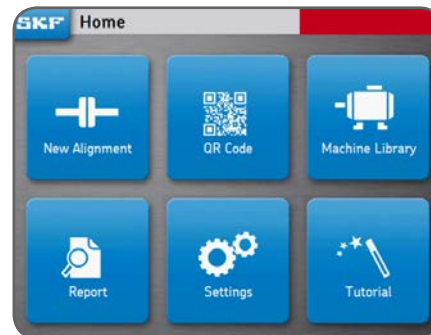 SKF Home
New Alignment QR Code Machine Library
Report Settings Tutorial